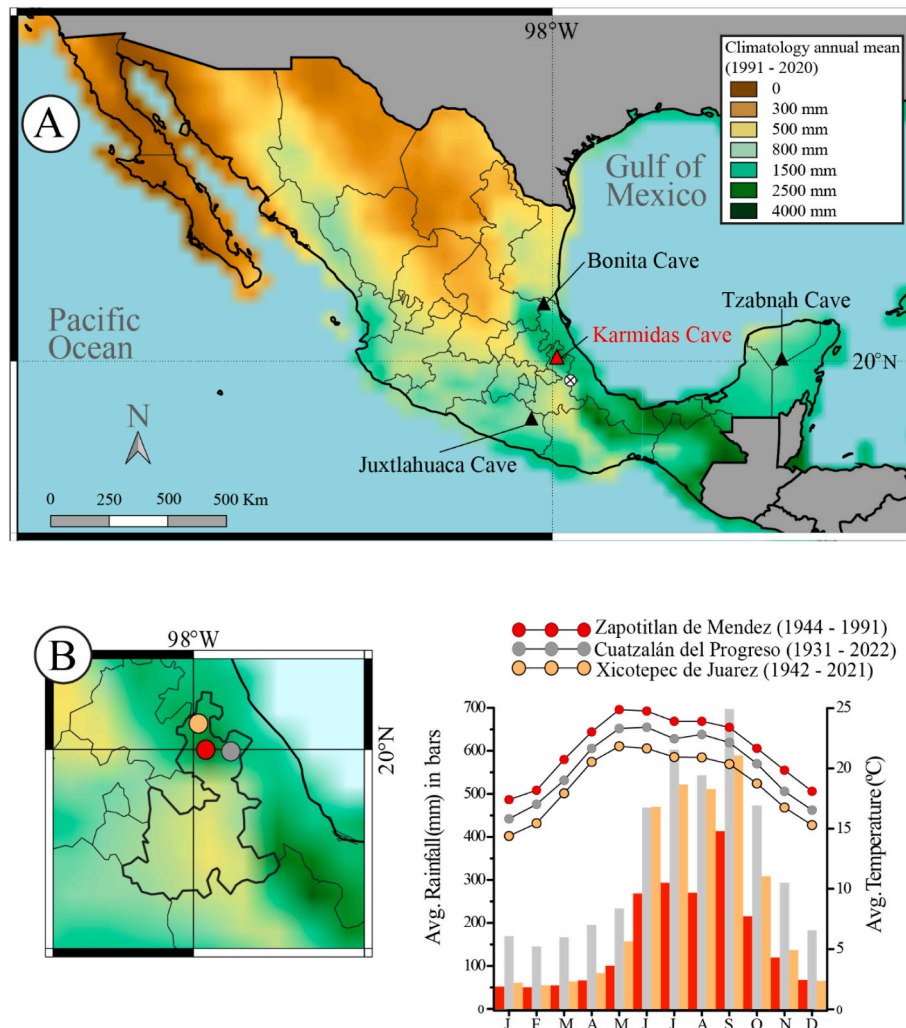 98°W
Climatology annual mean
(1991 - 2020)
0
300 mm
500 mm
800 mm
1500 mm
2500 mm
4000 mm
A
Gulf of
Mexico
Bonita Cave
Tzabnah Cave
Pacific
Ocean
Karmidas Cave
20°N
N
Juxtlahuaca Cave
0 250 500 500 Km
B
98°W
20°N
Zapotitlan de Mendez (1944 - 1991)
Cuatzalán del Progreso (1931 - 2022)
Xicotepec de Juarez (1942 - 2021)
Avg. Rainfall(mm) in bars
700
600
500
400
300
200
100
0
25
20
15
10
5
0
Avg.Temperature(ºC)
J F M A M J J A S O N D